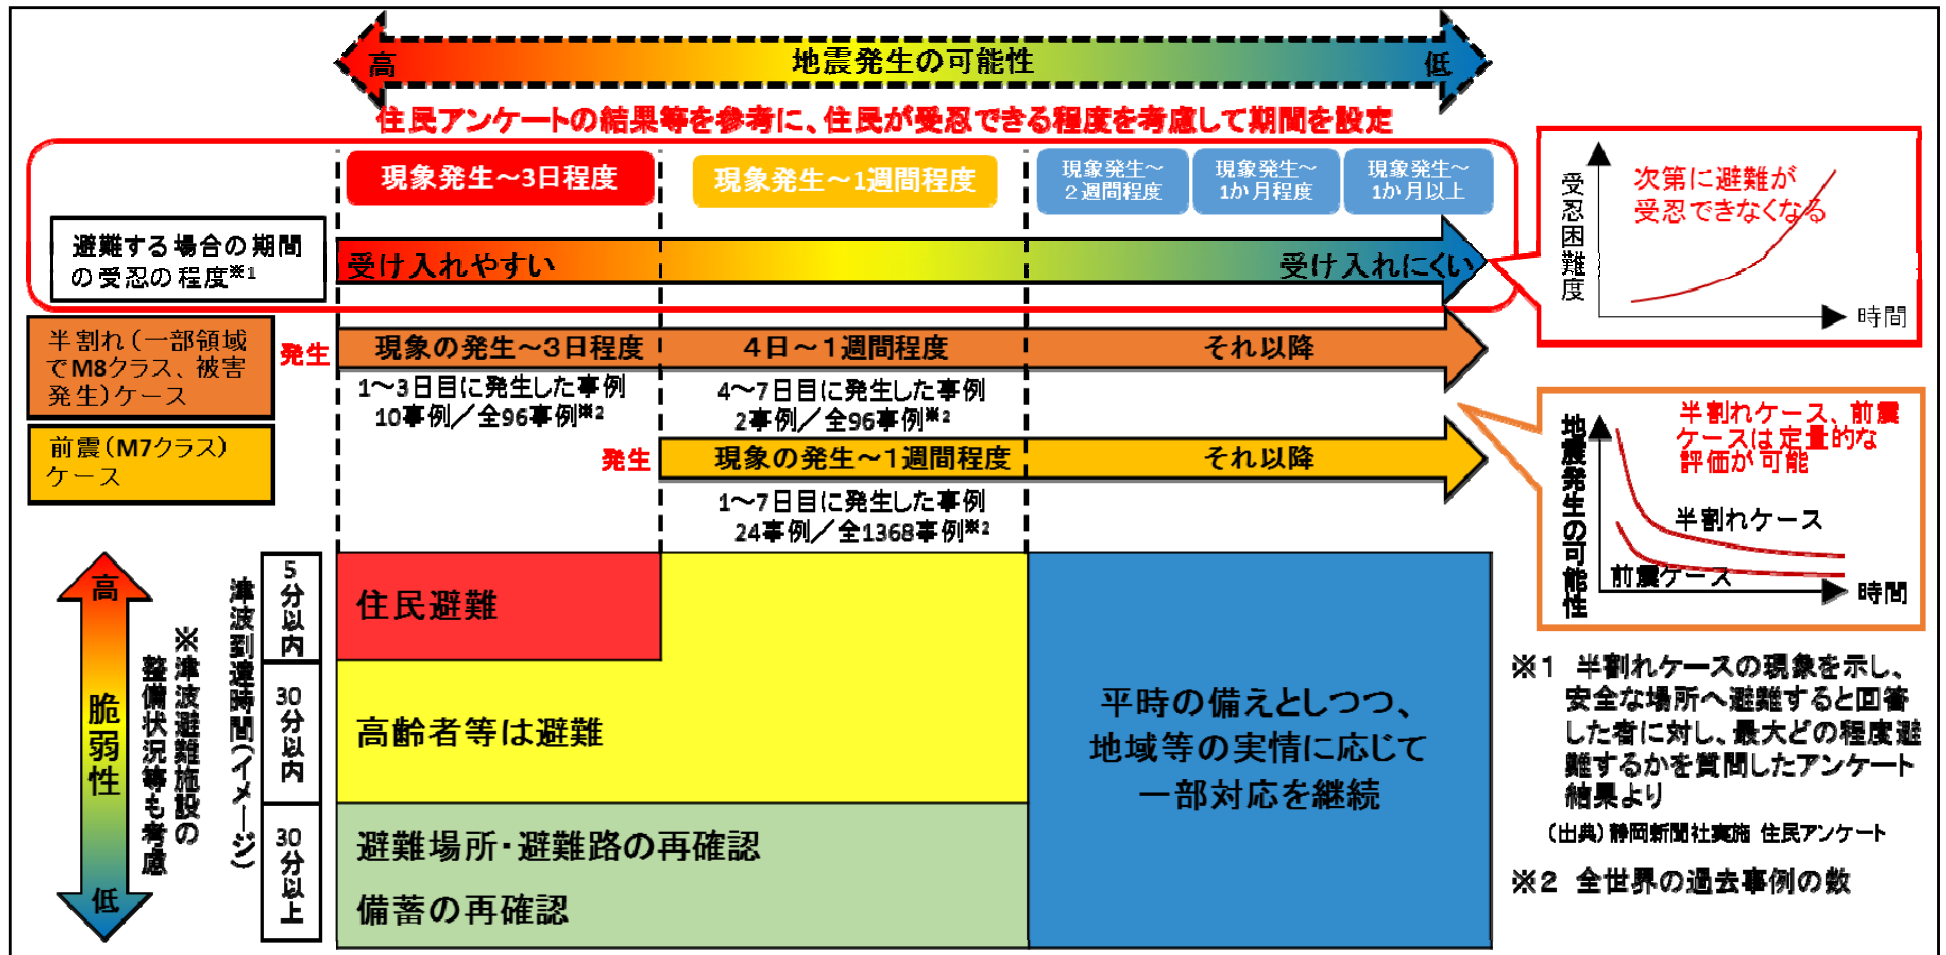 高
地震発生の可能性
低
住民アンケートの結果等を参考に、住民が受忍できる程度を考慮して期間を設定
現象発生～3日程度
現象発生～1週間程度
現象発生～
２週間程度
現象発生～
1か月程度
現象発生～
1か月以上
避難する場合の期間
の受忍の程度※1
受け入れやすい
受け入れにくい
受忍困難度
次第に避難が
受忍できなくなる
時間
半割れ（一部領域
でM8クラス、被害
発生）ケース
発生
現象の発生～3日程度
4日～1週間程度
それ以降
1～3日目に発生した事例
10事例／全96事例※2
4～7日目に発生した事例
2事例／全96事例※2
前震（M7クラス）
ケース
発生
現象の発生～1週間程度
それ以降
1～7日目に発生した事例
24事例／全1368事例※2
地震発生の可能性
半割れケース、前震
ケースは定量的な
評価が可能
半割れケース
前震ケース
時間
高
脆弱性
低
※津波避難施設の
整備状況等も考慮
津波到達時間（イメージ）
5分以内
30分以内
30分以上
住民避難
高齢者等は避難
避難場所・避難路の再確認
備蓄の再確認
平時の備えとしつつ、
地域等の実情に応じて
一部対応を継続
※1 半割れケースの現象を示し、
安全な場所へ避難すると回答
した者に対し、最大どの程度避
難するかを質問したアンケート
結果より
（出典）静岡新聞社実施 住民アンケート
※2 全世界の過去事例の数